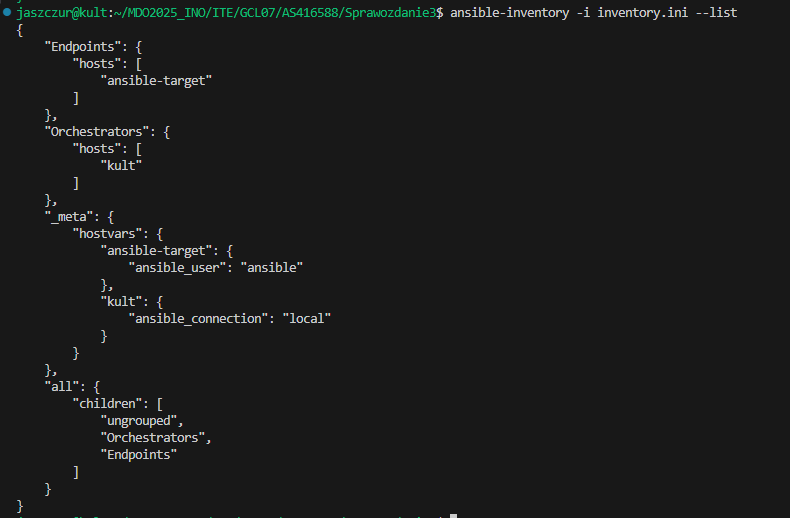 jaszczur@kult:~/MDO2025_INO/ITE/GCL07/AS416588/Sprawozdanie3$ ansible-inventory -i inventory.ini --list
{
    "Endpoints": {
        "hosts": [
            "ansible-target"
        ]
    },
    "Orchestrators": {
        "hosts": [
            "kult"
        ]
    },
    "_meta": {
        "hostvars": {
            "ansible-target": {
                "ansible_user": "ansible"
            },
            "kult": {
                "ansible_connection": "local"
            }
        }
    },
    "all": {
        "children": [
            "ungrouped",
            "Orchestrators",
            "Endpoints"
        ]
    }
}